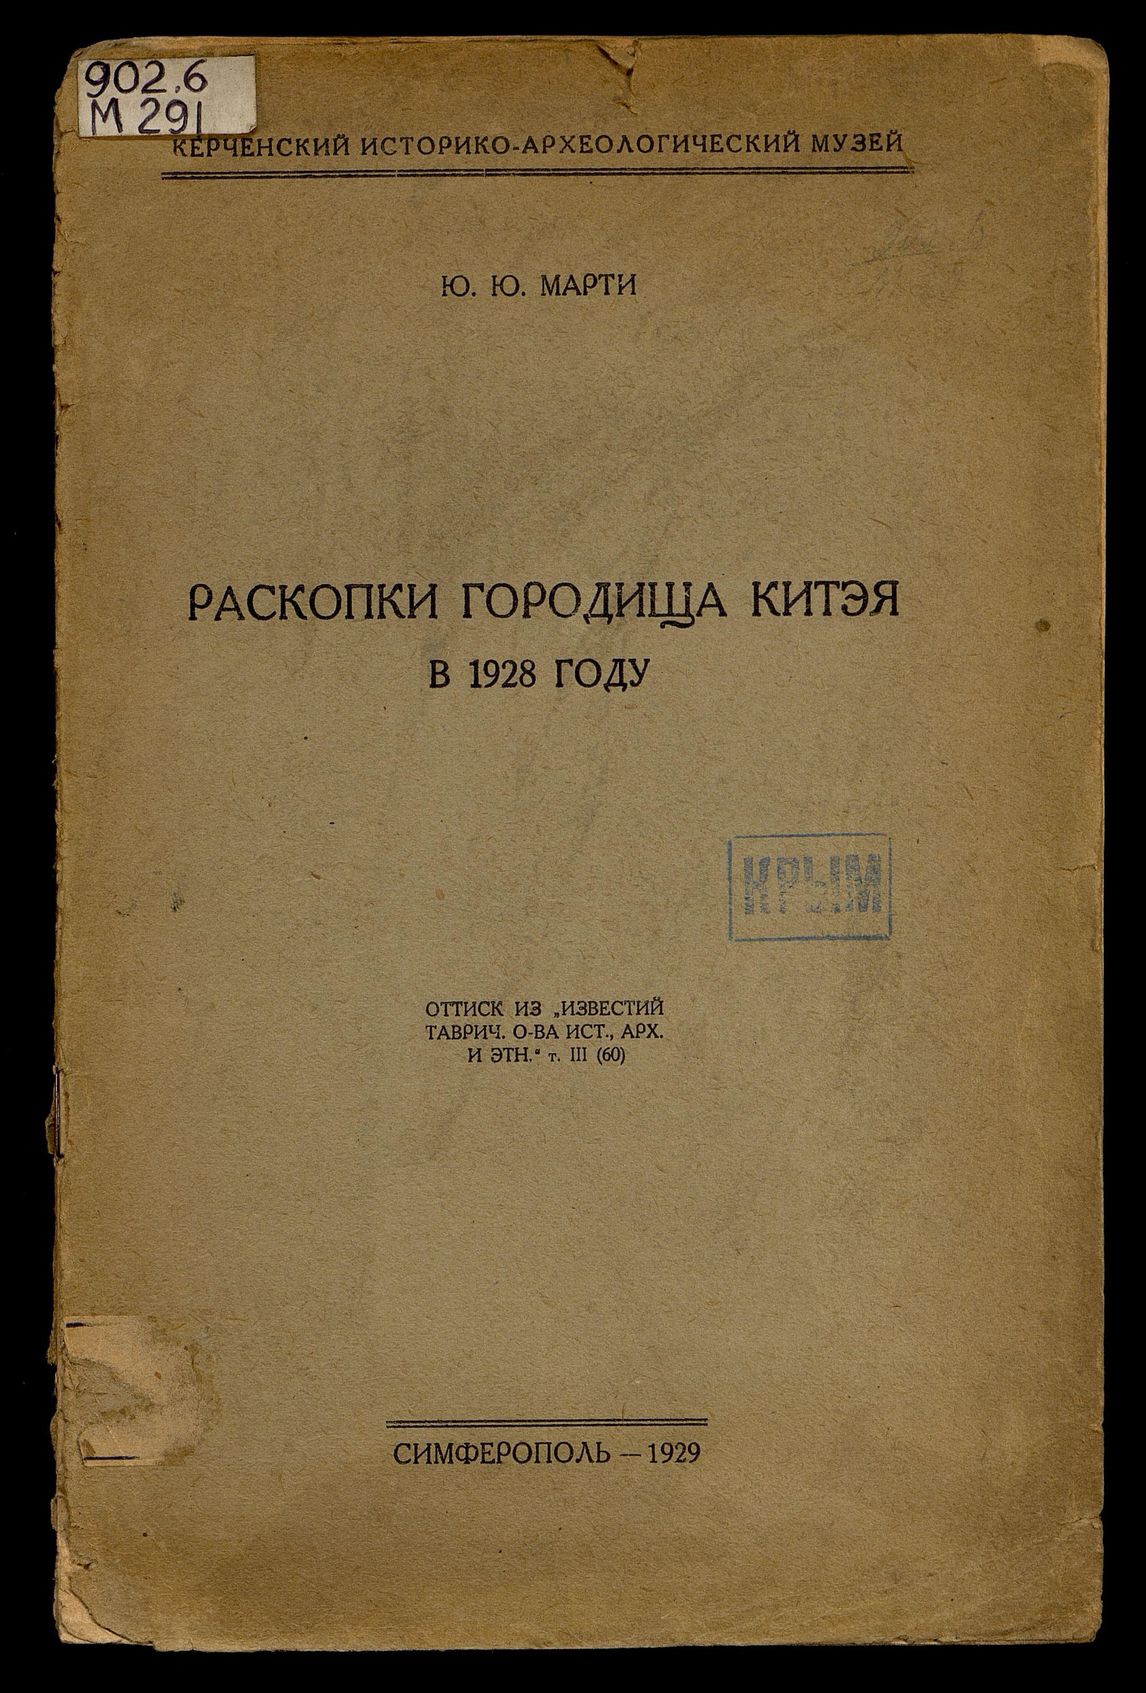 902.6
М 291
КЕРЧЕНСКИЙ ИСТОРИКО-АРХЕОЛОГИЧЕСКИЙ МУЗЕЙ
Ю. Ю. МАРТИ
РАСКОПКИ ГОРОДИЩА КИТЭЯ
В 1928 ГОДУ
КРЫМ
ОТТИСК ИЗ „ИЗВЕСТИЙ
ТАВРИЧ. О-ВА ИСТ., АРХ.
И ЭТН.“ т. III (60)
СИМФЕРОПОЛЬ — 1929